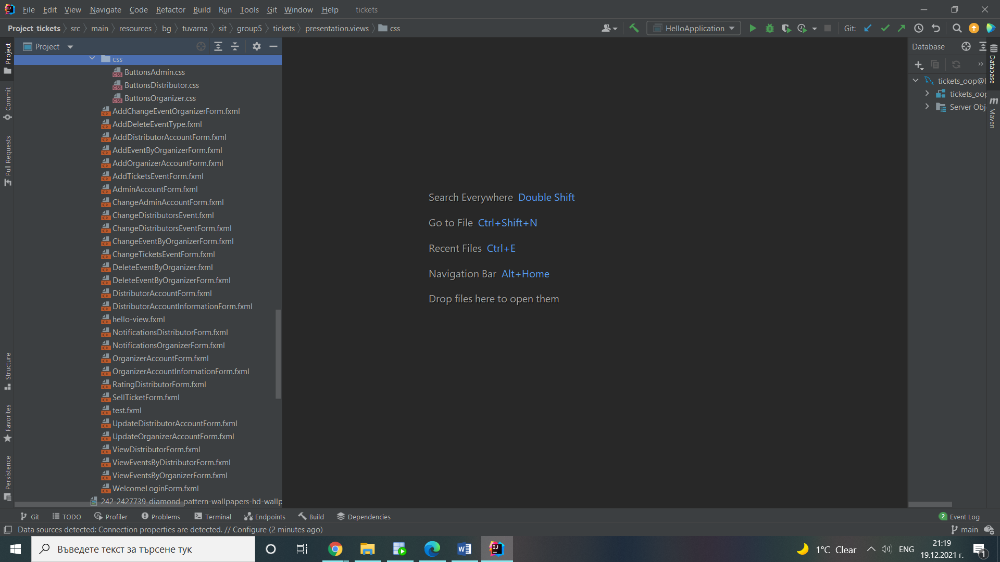 File Edit View Navigate Code Refactor Build Run Tools Git Window Help tickets
Project_tickets src main resources bg tuvarna sit group5 tickets presentation.views css
HelloApplication
Git:
Project
Database
css
ButtonsAdmin.css
ButtonsDistributor.css
ButtonsOrganizer.css
AddChangeEventOrganizerForm.fxml
AddDeleteEventType.fxml
AddDistributorAccountForm.fxml
AddEventByOrganizerForm.fxml
AddOrganizerAccountForm.fxml
AddTicketsEventForm.fxml
AdminAccountForm.fxml
ChangeAdminAccountForm.fxml
ChangeDistributorsEvent.fxml
ChangeDistributorsEventForm.fxml
ChangeEventByOrganizerForm.fxml
ChangeTicketsEventForm.fxml
DeleteEventByOrganizer.fxml
DeleteEventByOrganizerForm.fxml
DistributorAccountForm.fxml
DistributorAccountInformationForm.fxml
hello-view.fxml
NotificationsDistributorForm.fxml
NotificationsOrganizerForm.fxml
OrganizerAccountForm.fxml
OrganizerAccountInformationForm.fxml
RatingDistributorForm.fxml
SellTicketForm.fxml
test.fxml
UpdateDistributorAccountForm.fxml
UpdateOrganizerAccountForm.fxml
ViewDistributorForm.fxml
ViewEventsByDistributorForm.fxml
ViewEventsByOrganizerForm.fxml
WelcomeLoginForm.fxml
242-2427739_diamond-pattern-wallpapers-hd-wallp
Project
Commit
Pull Requests
Structure
Favorites
Persistence
Search Everywhere Double Shift
Go to File Ctrl+Shift+N
Recent Files Ctrl+E
Navigation Bar Alt+Home
Drop files here to open them
tickets_oop@
tickets_oop
Server Obj
Database
Maven
Git TODO Profiler Problems Terminal Endpoints Build Dependencies
2 Event Log
Data sources detected: Connection properties are detected. // Configure (2 minutes ago)
main
Въведете текст за търсене тук
1°C Clear
ENG
21:19
19.12.2021 г.
1